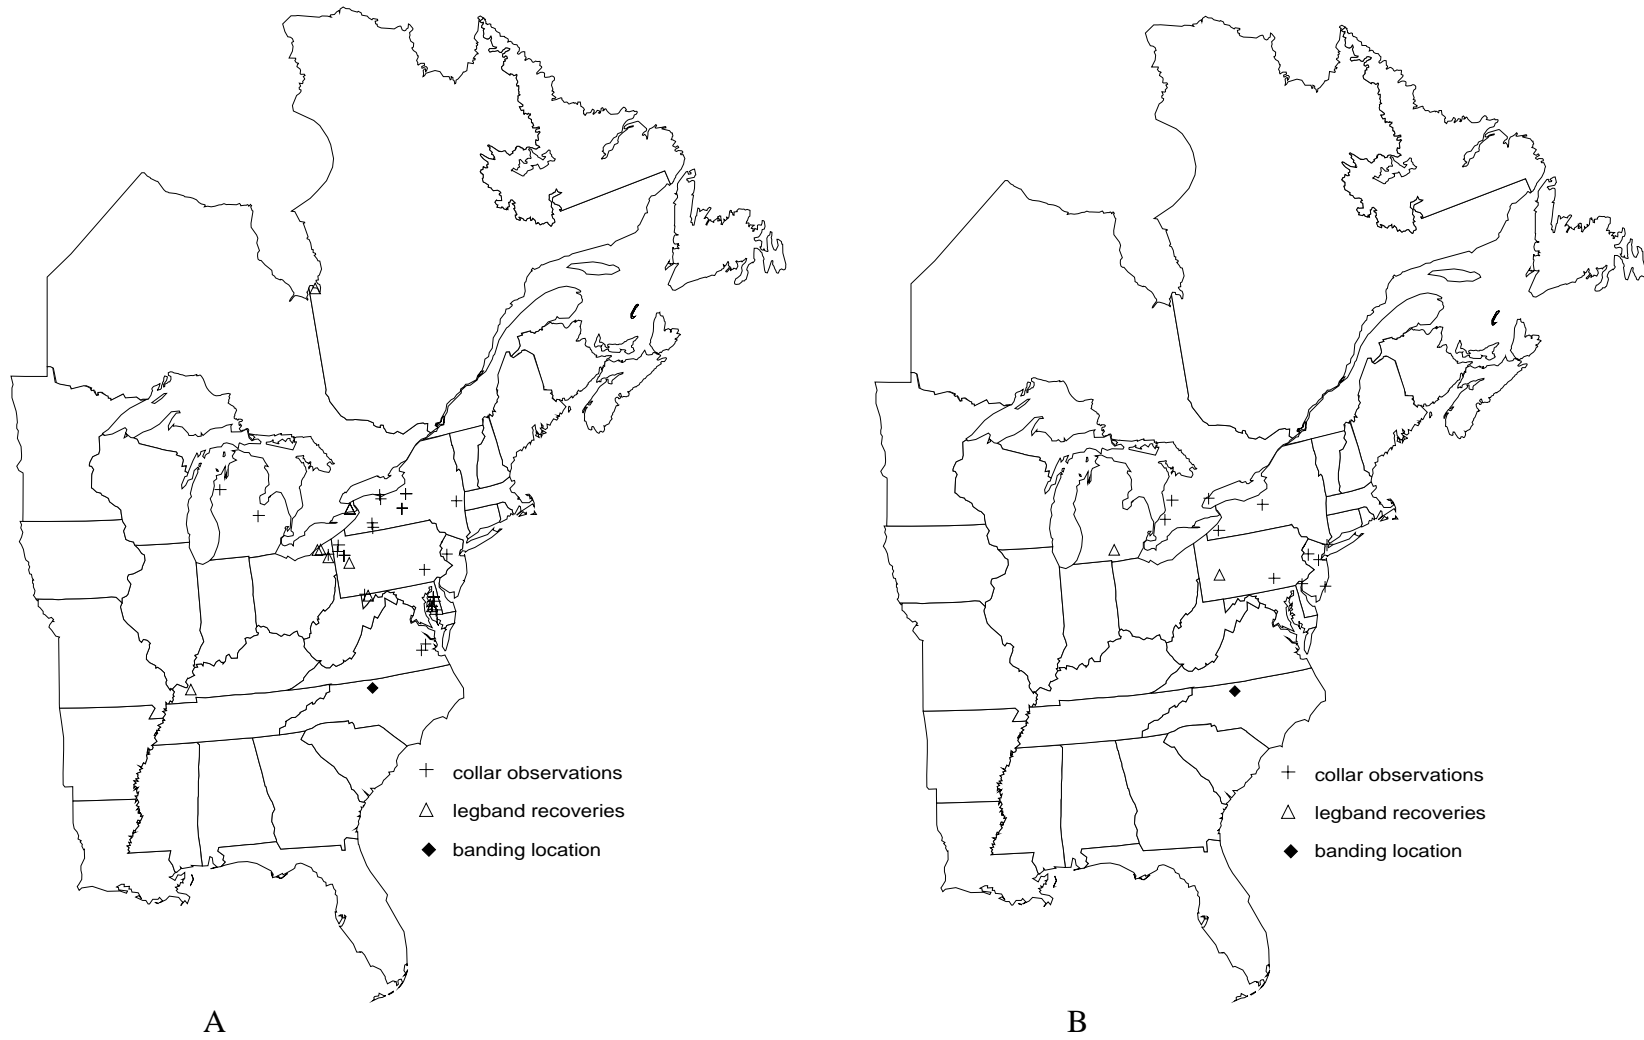 collar observations
legband recoveries
banding location
A
collar observations
legband recoveries
banding location
B